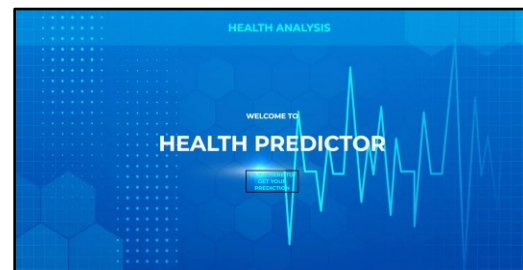 HEALTH ANALYSIS
WELCOME TO
HEALTH PREDICTOR
GET YOUR
PREDICTION